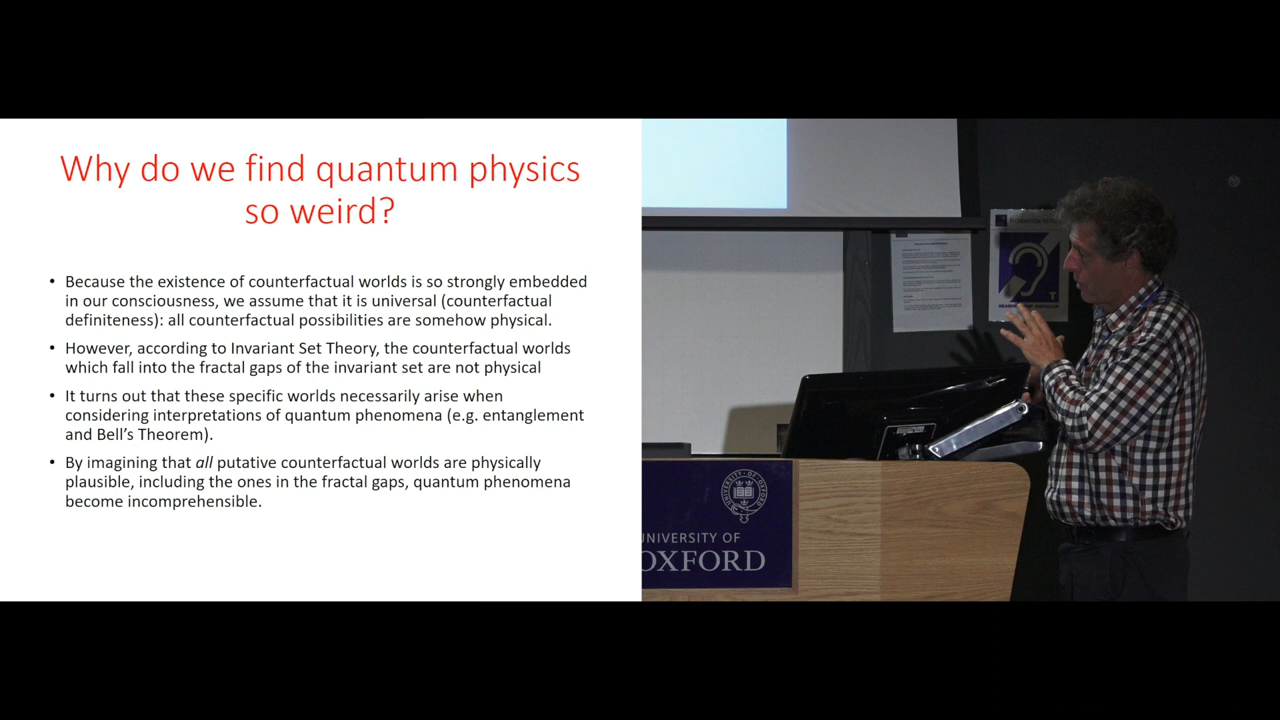 Why do we find quantum physics
so weird?
• Because the existence of counterfactual worlds is so strongly embedded
in our consciousness, we assume that it is universal (counterfactual
definiteness): all counterfactual possibilities are somehow physical.
• However, according to Invariant Set Theory, the counterfactual worlds
which fall into the fractal gaps of the invariant set are not physical
• It turns out that these specific worlds necessarily arise when
considering interpretations of quantum phenomena (e.g. entanglement
and Bell's Theorem).
• By imagining that all putative counterfactual worlds are physically
plausible, including the ones in the fractal gaps, quantum phenomena
become incomprehensible.
T
UNIVERSITY OF
OXFORD